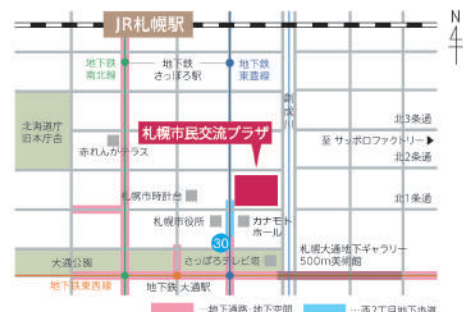 JR札幌駅
N
4
地下鉄
南北線
地下鉄
さっぽろ駅
地下鉄
東豊線
創成川
北海道庁
旧本庁舎
赤れんがテラス
札幌市民交流プラザ
北3条通
至 サッポロファクトリー▶
北2条通
札幌市時計台
北1条通
札幌市役所
カナモト
ホール
30
大通公園
さっぽろテレビ塔
札幌大通地下ギャラリー
500m美術館
地下鉄東西線
地下鉄 大通駅
…地下通路・地下空間
…西2丁目地下歩道